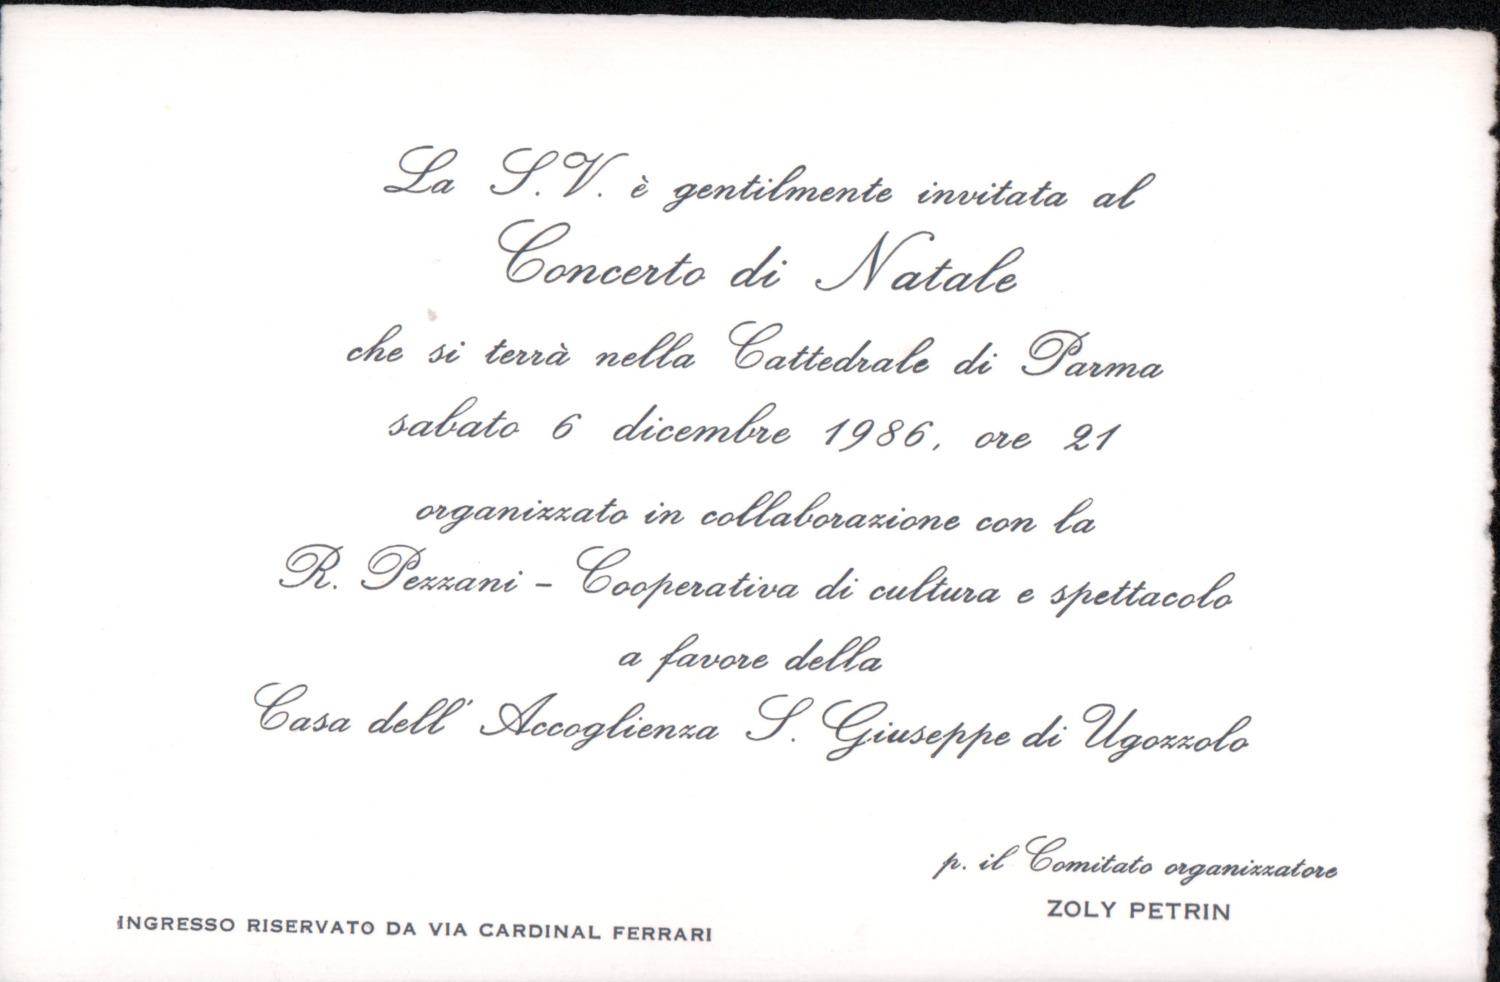 La S.V. è gentilmente invitata al
Concerto di Natale
che si terrà nella Cattedrale di Parma
sabato 6 dicembre 1986, ore 21
organizzato in collaborazione con la
R. Pezzani - Cooperativa di cultura e spettacolo
a favore della
Casa dell' Accoglienza S. Giuseppe di Ugozzolo
p. il Comitato organizzatore
ZOLY PETRIN
INGRESSO RISERVATO DA VIA CARDINAL FERRARI